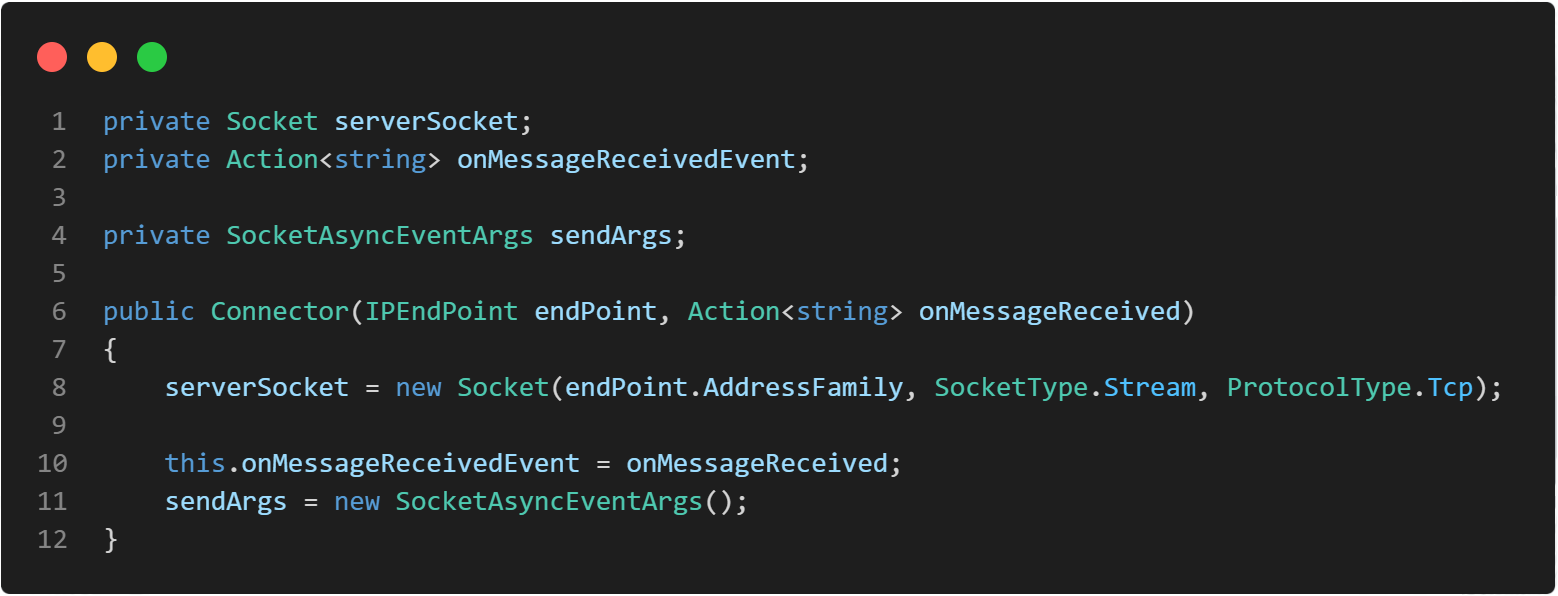 1 private Socket serverSocket;
2 private Action<string> onMessageReceivedEvent;
3
4 private SocketAsyncEventArgs sendArgs;
5
6 public Connector(IPEndPoint endPoint, Action<string> onMessageReceived)
7 {
8     serverSocket = new Socket(endPoint.AddressFamily, SocketType.Stream, ProtocolType.Tcp);
9
10     this.onMessageReceivedEvent = onMessageReceived;
11     sendArgs = new SocketAsyncEventArgs();
12 }